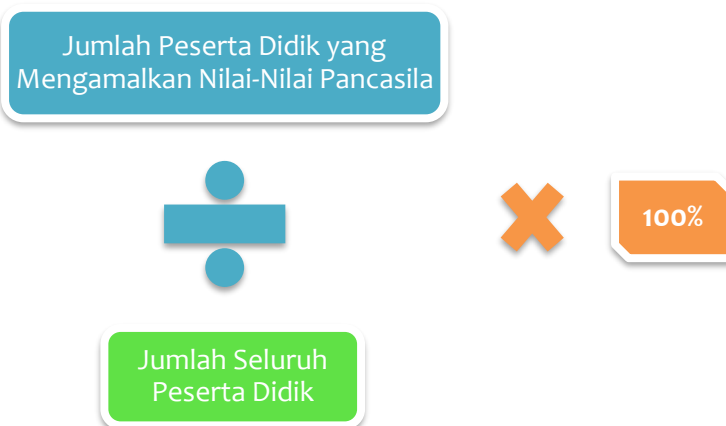 Jumlah Peserta Didik yang
Mengamalkan Nilai-Nilai Pancasila
100%
Jumlah Seluruh
Peserta Didik